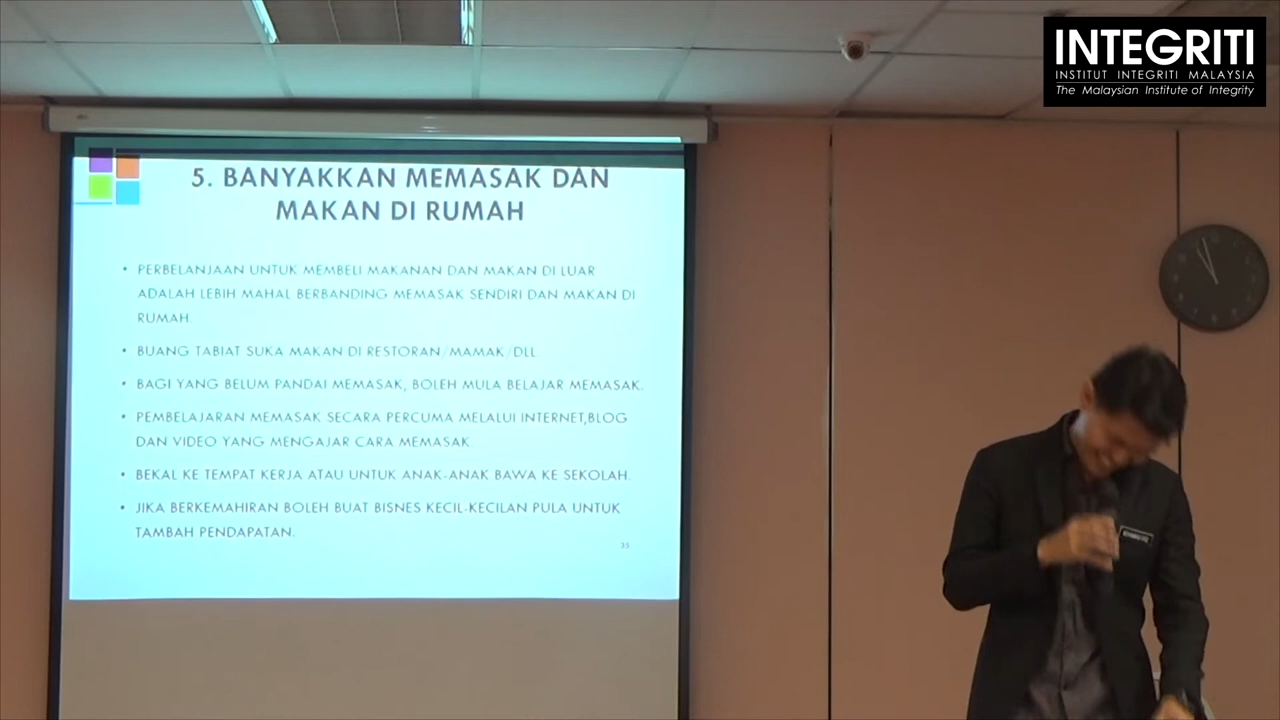 INTEGRITI
INSTITUT INTEGRITI MALAYSIA
The Malaysian Institute of Integrity
5. BANYAKKAN MEMASAK DAN
MAKAN DI RUMAH
• PERBELANJAAN UNTUK MEMBELI MAKANAN DAN MAKAN DI LUAR
ADALAH LEBIH MAHAL BERBANDING MEMASAK SENDIRI DAN MAKAN DI
RUMAH.
• BUANG TABIAT SUKA MAKAN DI RESTORAN/MAMAK/DLL
• BAGI YANG BELUM PANDAI MEMASAK, BOLEH MULA BELAJAR MEMASAK.
• PEMBELAJARAN MEMASAK SECARA PERCUMA MELALUI INTERNET,BLOG
DAN VIDEO YANG MENGAJAR CARA MEMASAK
• BEKAL KE TEMPAT KERJA ATAU UNTUK ANAK-ANAK BAWA KE SEKOLAH.
• JIKA BERKEMAHIRAN BOLEH BUAT BISNES KECIL-KECILAN PULA UNTUK
TAMBAH PENDAPATAN.
35